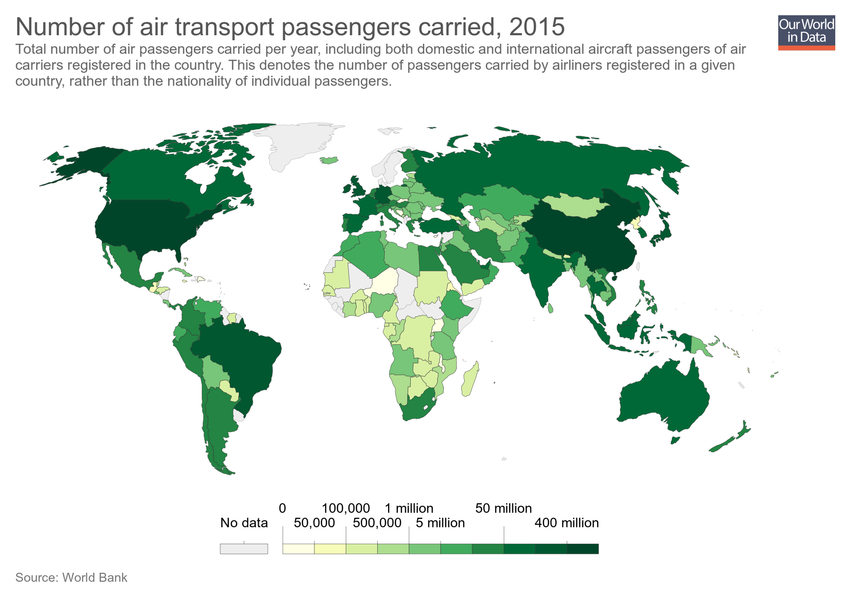 Number of air transport passengers carried, 2015
Our World
in Data
Total number of air passengers carried per year, including both domestic and international aircraft passengers of air
carriers registered in the country. This denotes the number of passengers carried by airliners registered in a given
country, rather than the nationality of individual passengers.
0 100,000 1 million 50 million
No data 50,000 500,000 5 million 400 million
Source: World Bank